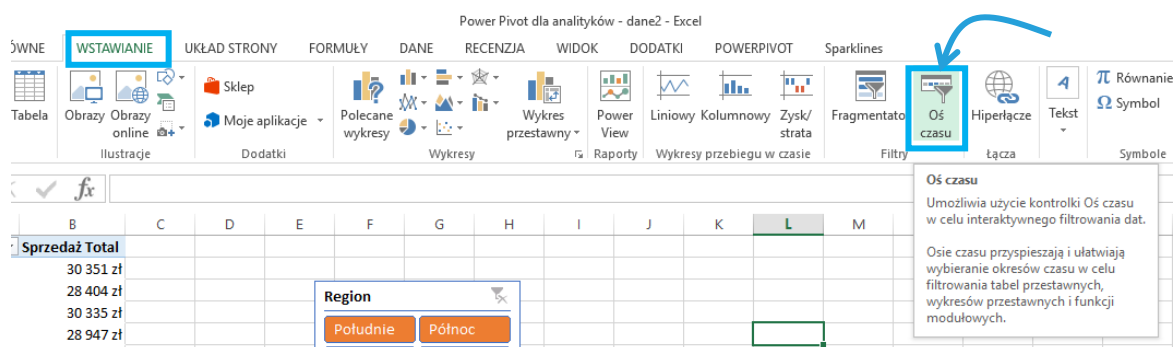 Power Pivot dla analityków - dane2 - Excel
ÓWNE WSTAWIANIE UKŁAD STRONY FORMUŁY DANE RECENZJA WIDOK DODATKI POWERPIVOT Sparklines
Tabela
Obrazy Obrazy online
Ilustracje
Sklep
Moje aplikacje
Dodatki
Polecane wykresy
Wykres przestawny
Wykresy
Power View
Raporty
Liniowy Kolumnowy Zysk/ strata
Wykresy przebiegu w czasie
Fragmentato
Oś czasu
Filtry
Hiperłącze
Łącza
A
Tekst
π Równanie
Ω Symbol
Symbole
fx
B C D E F G H I J K L M
Sprzedaż Total
30 351 zł
28 404 zł
30 335 zł
28 947 zł
Region
Południe Północ
Oś czasu
Umożliwia użycie kontrolki Oś czasu
w celu interaktywnego filtrowania dat.
Osie czasu przyspieszają i ułatwiają
wybieranie okresów czasu w celu
filtrowania tabel przestawnych,
wykresów przestawnych i funkcji
modułowych.